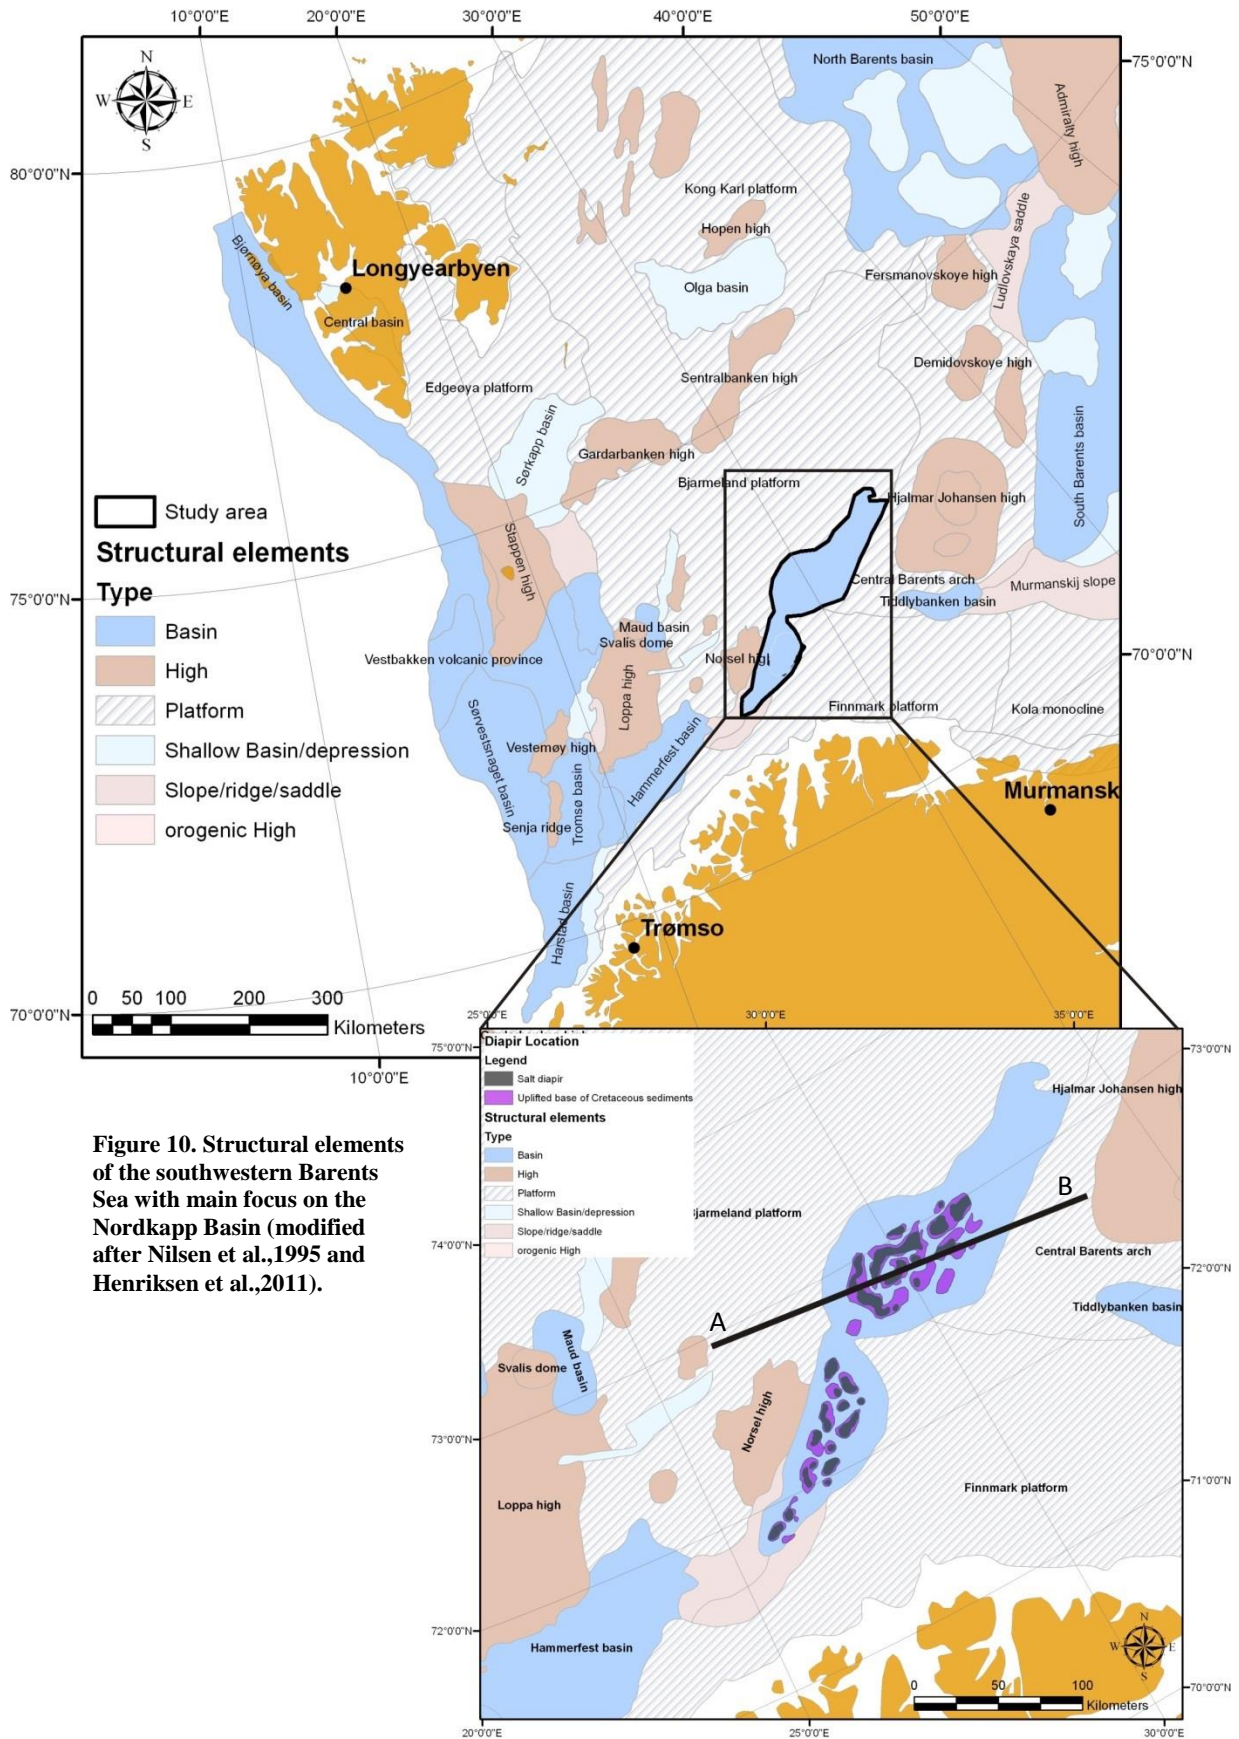 10°0'0"E
20°0'0"E
30°0'0"E
40°0'0"E
50°0'0"E
75°0'0"N
80°0'0"N
75°0'0"N
70°0'0"N
70°0'0"N
10°0'0"E
N
W
E
S
North Barents basin
Admiralty high
Kong Karl platform
Hopen high
Ludlovskaya saddle
Fersmanovskoye high
Olga basin
Bjørnøya basin
Longyearbyen
Central basin
Demidovskoye high
Sentralbanken high
Edgeøya platform
Sørkapp basin
South Barents basin
Gardarbanken high
Bjarmeland platform
Hjalmar Johansen high
Stappen high
Central Barents arch
Murmanskij slope
Tiddlybanken basin
Maud basin
Svalis dome
Vestbakken volcanic province
Norsel higl
Loppa high
Finnmark platform
Kola monocline
Sørvestsnaget basin
Vestemøy high
Hammerfest basin
Tromsø basin
Senja ridge
Murmansk
Harstad basin
Trømso
Study area
Structural elements
Type
Basin
High
Platform
Shallow Basin/depression
Slope/ridge/saddle
orogenic High
0 50 100 200 300
Kilometers
Figure 10. Structural elements
of the southwestern Barents
Sea with main focus on the
Nordkapp Basin (modified
after Nilsen et al.,1995 and
Henriksen et al.,2011).
25°0'0"E
30°0'0"E
35°0'0"E
75°0'0"N
73°0'0"N
74°0'0"N
72°0'0"N
73°0'0"N
71°0'0"N
72°0'0"N
70°0'0"N
20°0'0"E
25°0'0"E
30°0'0"E
Diapir Location
Legend
Salt diapir
Uplifted base of Cretaceous sediments
Structural elements
Type
Basin
High
Platform
Shallow Basin/depression
Slope/ridge/saddle
orogenic High
Hjalmar Johansen high
B
jarmeland platform
Central Barents arch
Tiddlybanken basin
A
Maud basin
Svalis dome
Norsel high
Finnmark platform
Loppa high
Hammerfest basin
N
W
E
S
0 50 100
Kilometers